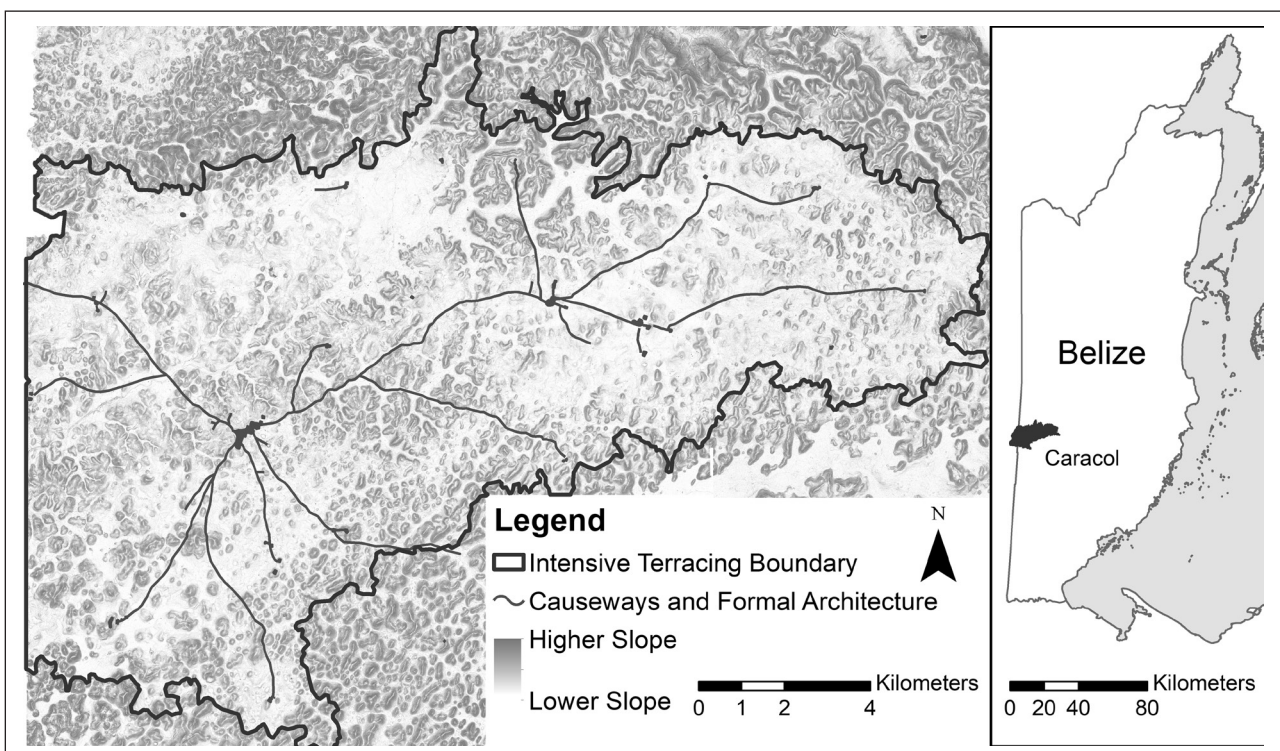 Legend
Intensive Terracing Boundary
Causeways and Formal Architecture
Higher Slope
Lower Slope
N
Kilometers
0 1 2 4
Belize
Caracol
Kilometers
0 20 40 80